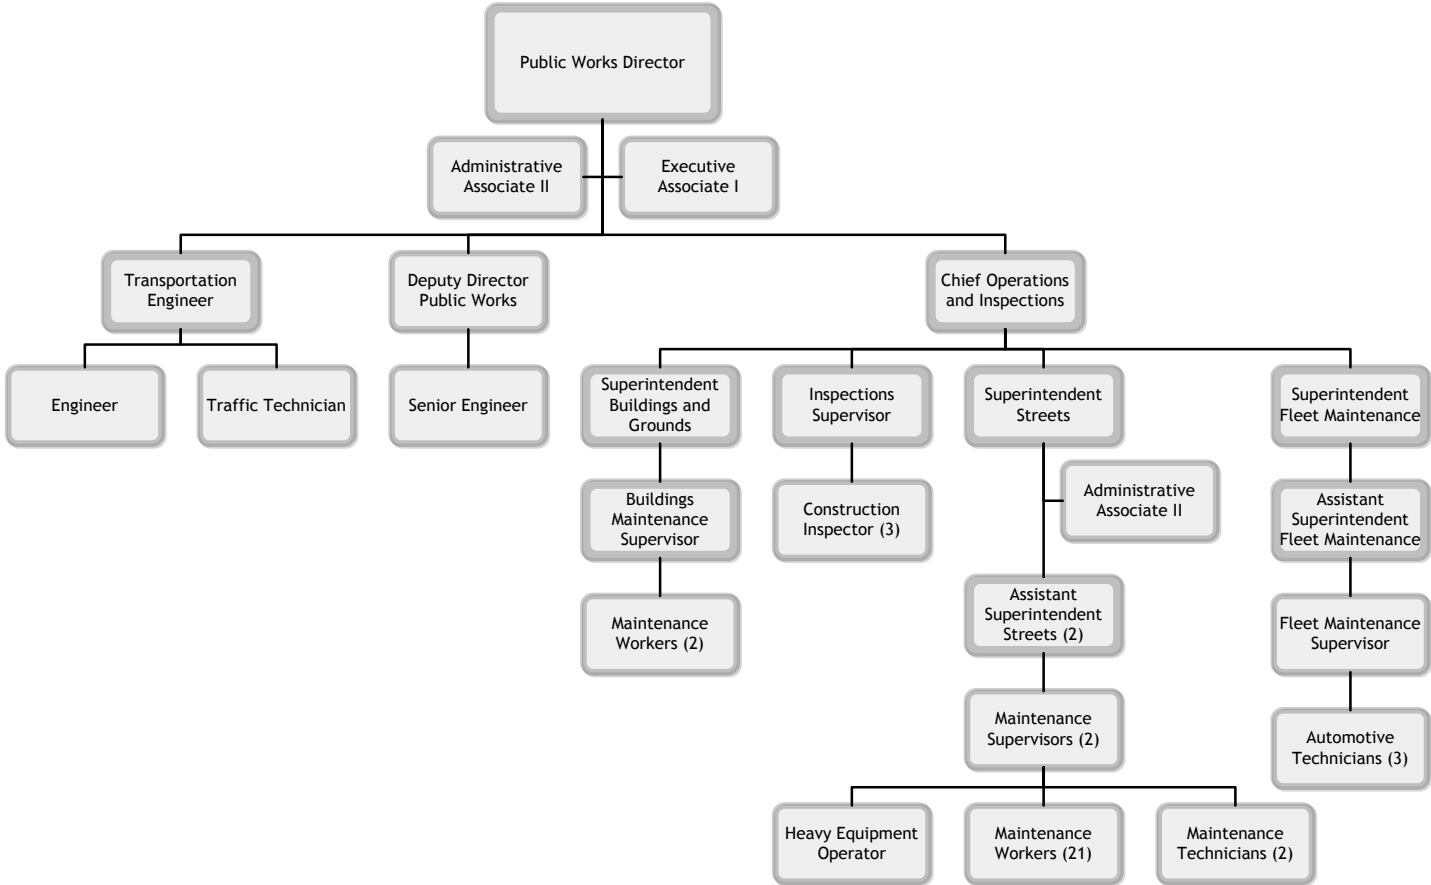 Public Works Director
Administrative
Associate II
Executive
Associate I
Transportation
Engineer
Deputy Director
Public Works
Chief Operations
and Inspections
Engineer
Traffic Technician
Senior Engineer
Superintendent
Buildings and
Grounds
Inspections
Supervisor
Superintendent
Streets
Superintendent
Fleet Maintenance
Buildings
Maintenance
Supervisor
Construction
Inspector (3)
Administrative
Associate II
Assistant
Superintendent
Fleet Maintenance
Maintenance
Workers (2)
Assistant
Superintendent
Streets (2)
Fleet Maintenance
Supervisor
Maintenance
Supervisors (2)
Automotive
Technicians (3)
Heavy Equipment
Operator
Maintenance
Workers (21)
Maintenance
Technicians (2)